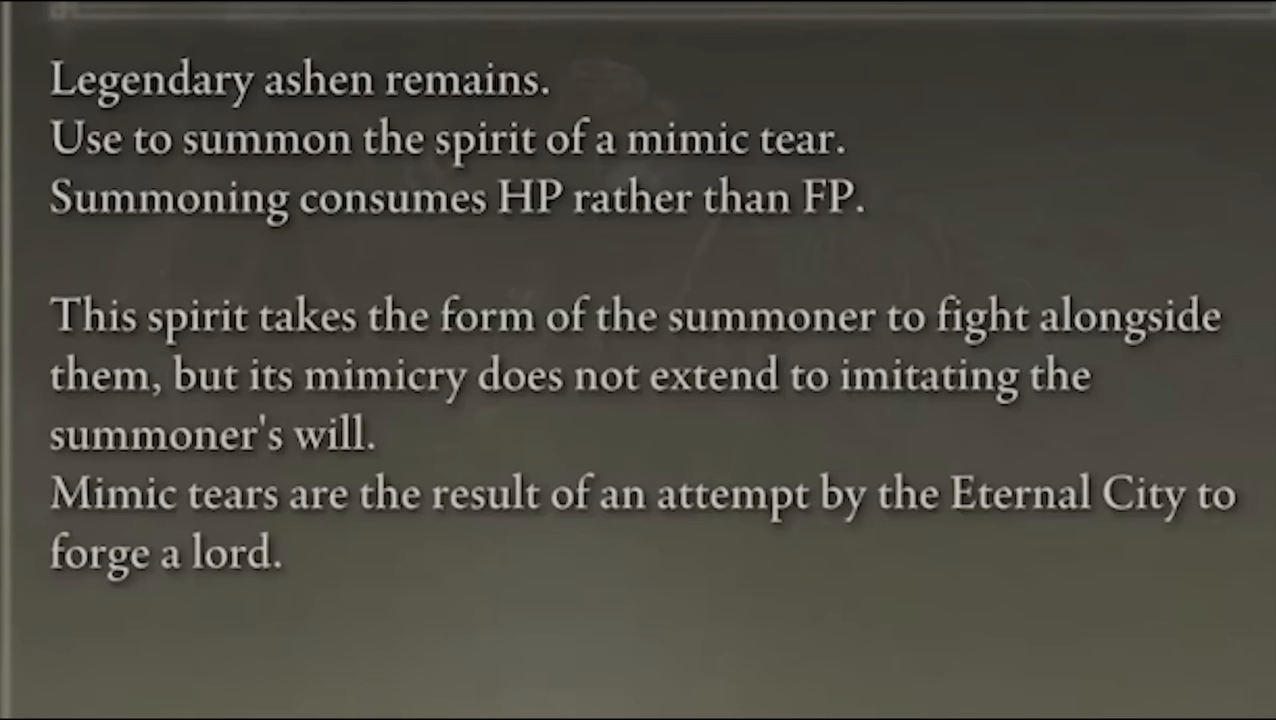 Legendary ashen remains.
Use to summon the spirit of a mimic tear.
Summoning consumes HP rather than FP.
This spirit takes the form of the summoner to fight alongside
them, but its mimicry does not extend to imitating the
summoner's will.
Mimic tears are the result of an attempt by the Eternal City to
forge a lord.